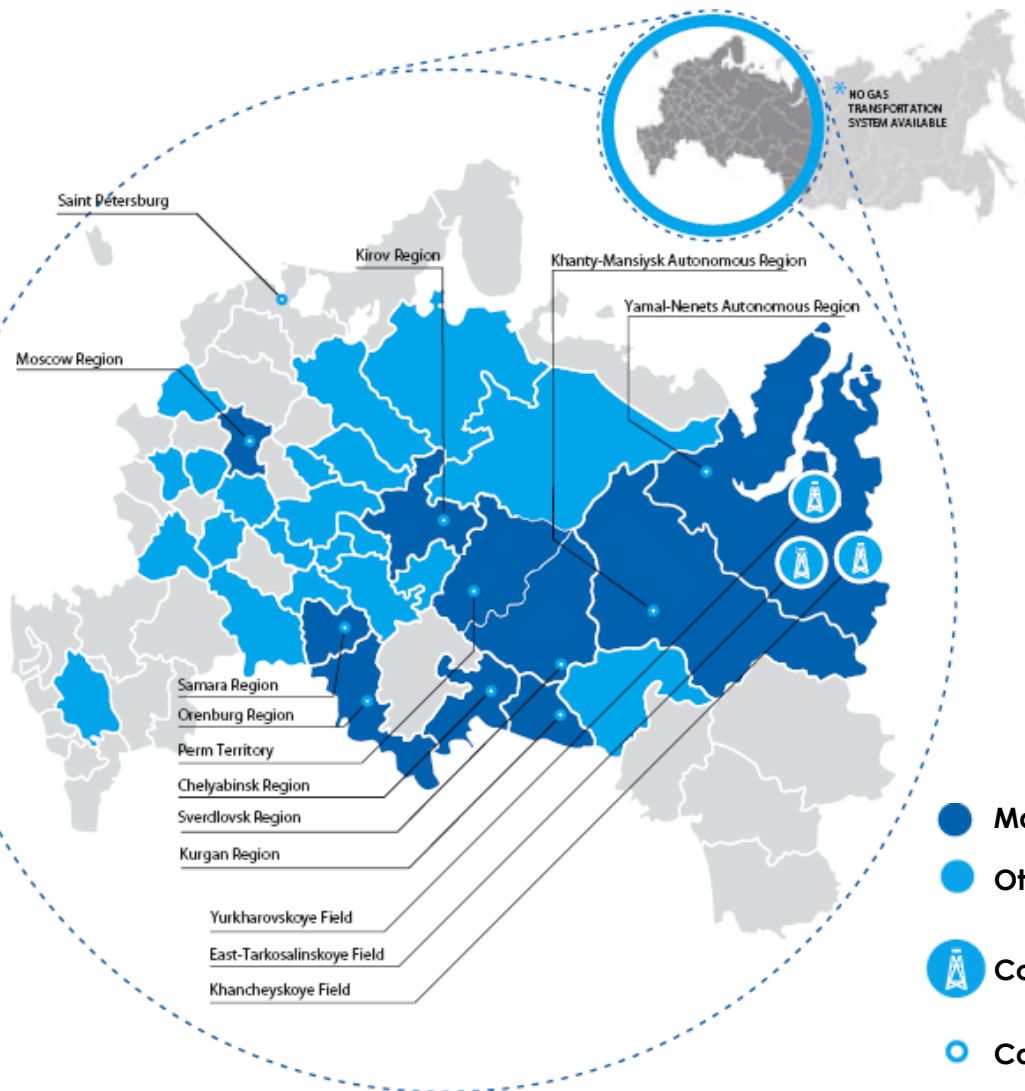 * NO GAS
TRANSPORTATION
SYSTEM AVAILABLE
Saint Petersburg
Kirov Region
Khanty-Mansiysk Autonomous Region
Yamal-Nenets Autonomous Region
Moscow Region
Samara Region
Orenburg Region
Perm Territory
Chelyabinsk Region
Sverdlovsk Region
Kurgan Region
Yurkharovskoye Field
East-Tarkosalinskoye Field
Khancheyskoye Field